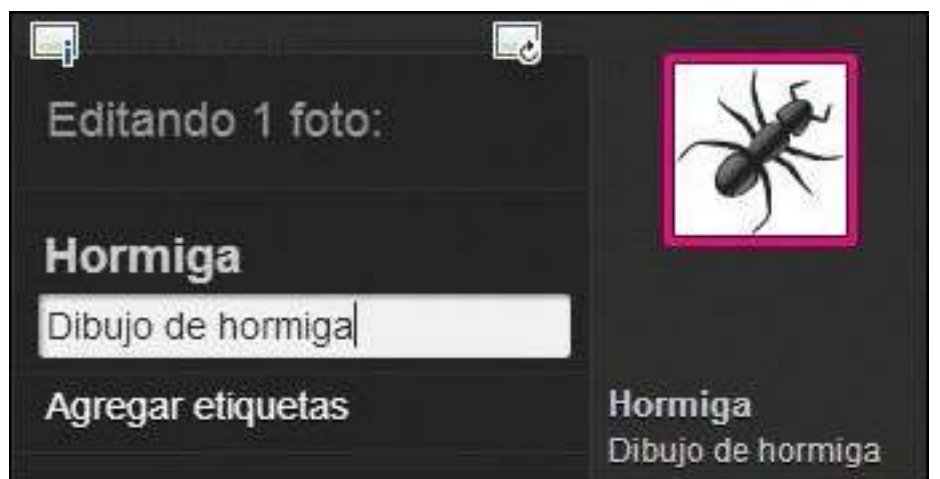 Editando 1 foto:
Hormiga
Dibujo de hormiga
Agregar etiquetas
Hormiga
Dibujo de hormiga